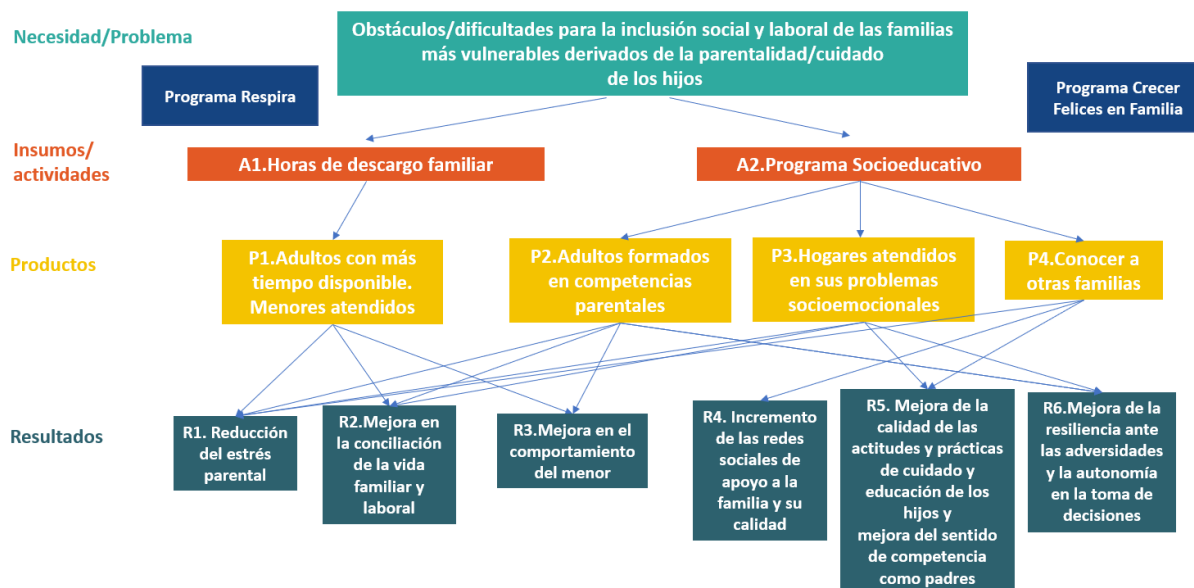 Necesidad/Problema
Obstáculos/dificultades para la inclusión social y laboral de las familias
más vulnerables derivados de la parentalidad/cuidado
de los hijos
Programa Respira
Programa Crecer
Felices en Familia
Insumos/
actividades
A1.Horas de descargo familiar
A2.Programa Socioeducativo
Productos
P1.Adultos con más
tiempo disponible.
Menores atendidos
P2.Adultos formados
en competencias
parentales
P3.Hogares atendidos
en sus problemas
socioemocionales
P4.Conocer a
otras familias
Resultados
R1. Reducción
del estrés
parental
R2.Mejora en
la conciliación
de la vida
familiar y
laboral
R3.Mejora en el
comportamiento
del menor
R4. Incremento
de las redes
sociales de
apoyo a la
familia y su
calidad
R5. Mejora de la
calidad de las
actitudes y prácticas
de cuidado y
educación de los
hijos y
mejora del sentido
de competencia
como padres
R6.Mejora de la
resiliencia ante
las adversidades
y la autonomía
en la toma de
decisiones